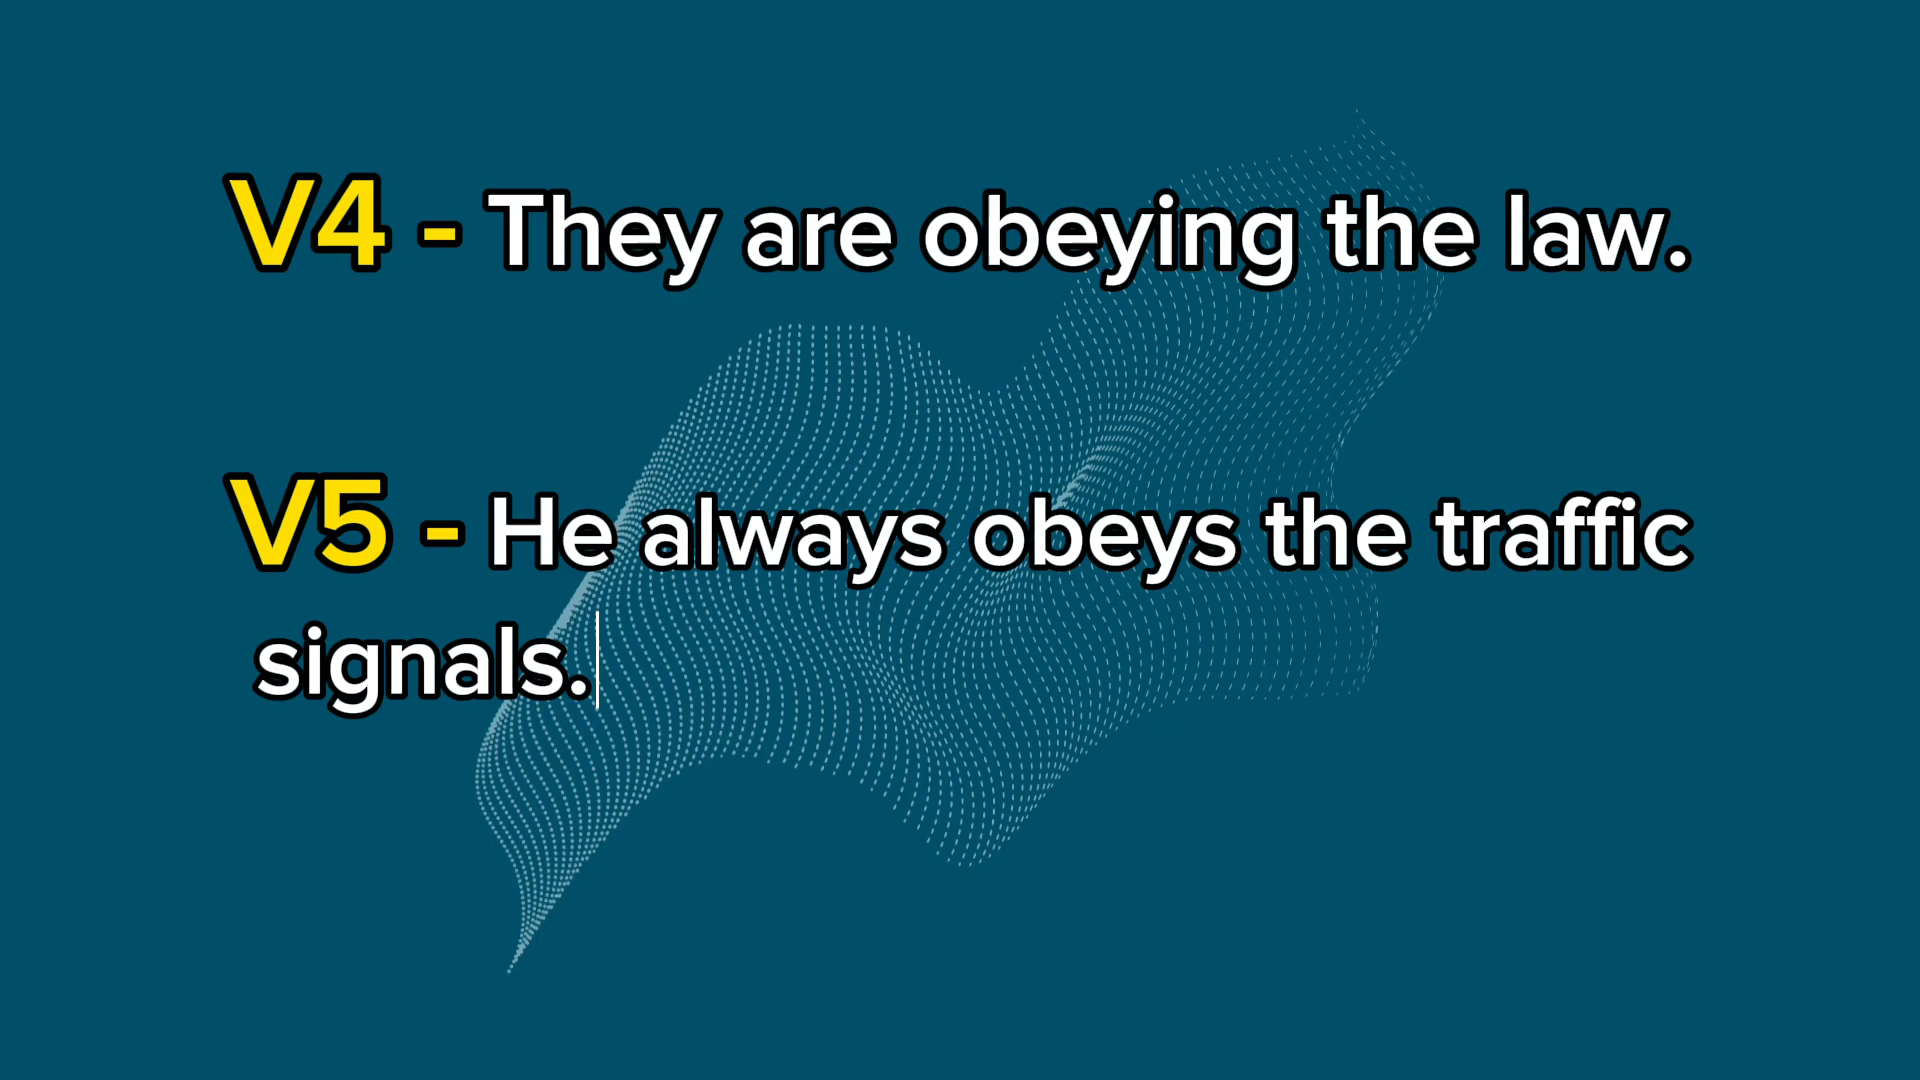 V4 - They are obeying the law.
V5 - He always obeys the traffic
signals.